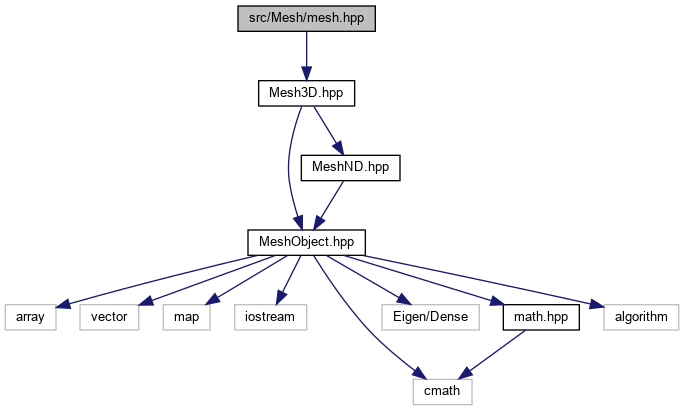 src/Mesh/mesh.hpp
Mesh3D.hpp
MeshND.hpp
MeshObject.hpp
array
vector
map
iostream
Eigen/Dense
math.hpp
algorithm
cmath